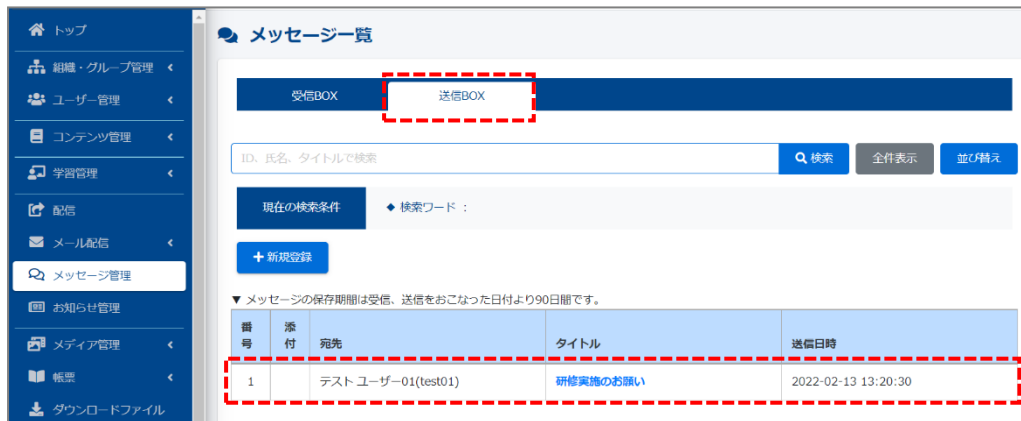 トップ
組織・グループ管理
ユーザー管理
コンテンツ管理
学習管理
配信
メール配信
メッセージ管理
お知らせ管理
メディア管理
帳票
ダウンロードファイル
メッセージ一覧
受信BOX 送信BOX
ID、氏名、タイトルで検索 検索 全件表示 並び替え
現在の検索条件 ◆ 検索ワード :
+ 新規登録
▼ メッセージの保存期間は受信、送信をおこなった日付より90日間です。
番号 添付 宛先 タイトル 送信日時
1 テスト ユーザー01(test01) 研修実施のお願い 2022-02-13 13:20:30